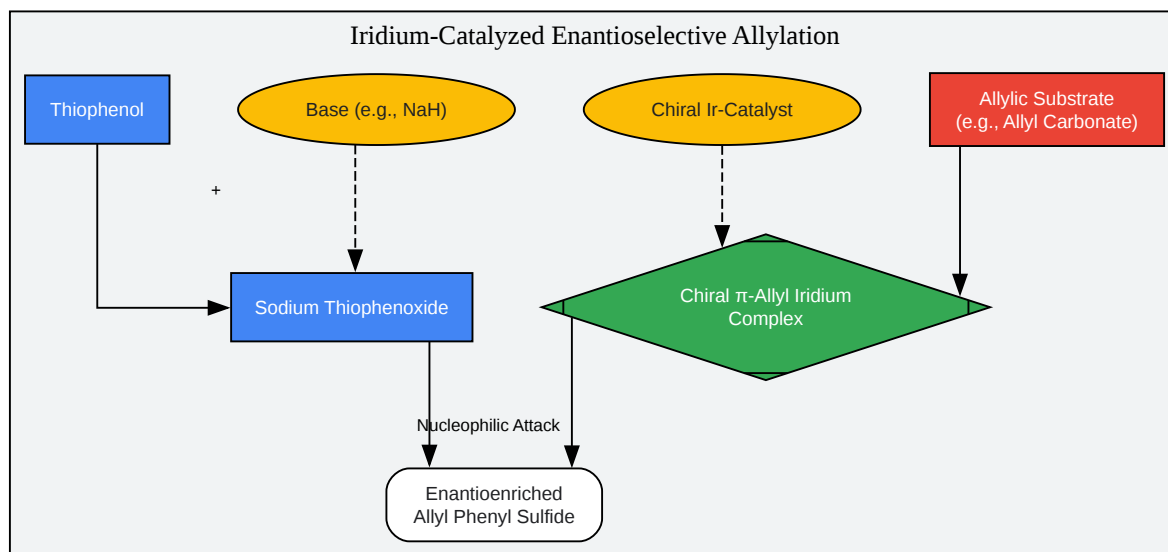 Iridium-Catalyzed Enantioselective Allylation
Thiophenol
Base (e.g., NaH)
Chiral Ir-Catalyst
Allylic Substrate
(e.g., Allyl Carbonate)
+
Sodium Thiophenoxide
Chiral π-Allyl Iridium
Complex
Nucleophilic Attack
Enantioenriched
Allyl Phenyl Sulfide